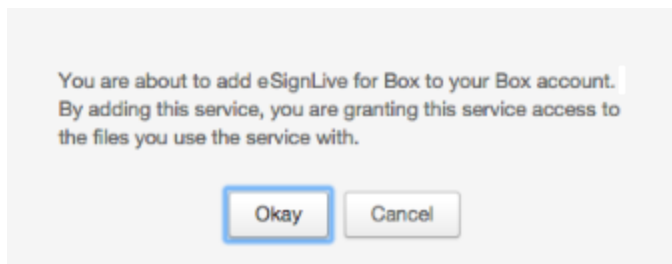 You are about to add eSignLive for Box to your Box account.
By adding this service, you are granting this service access to
the files you use the service with.
Okay Cancel